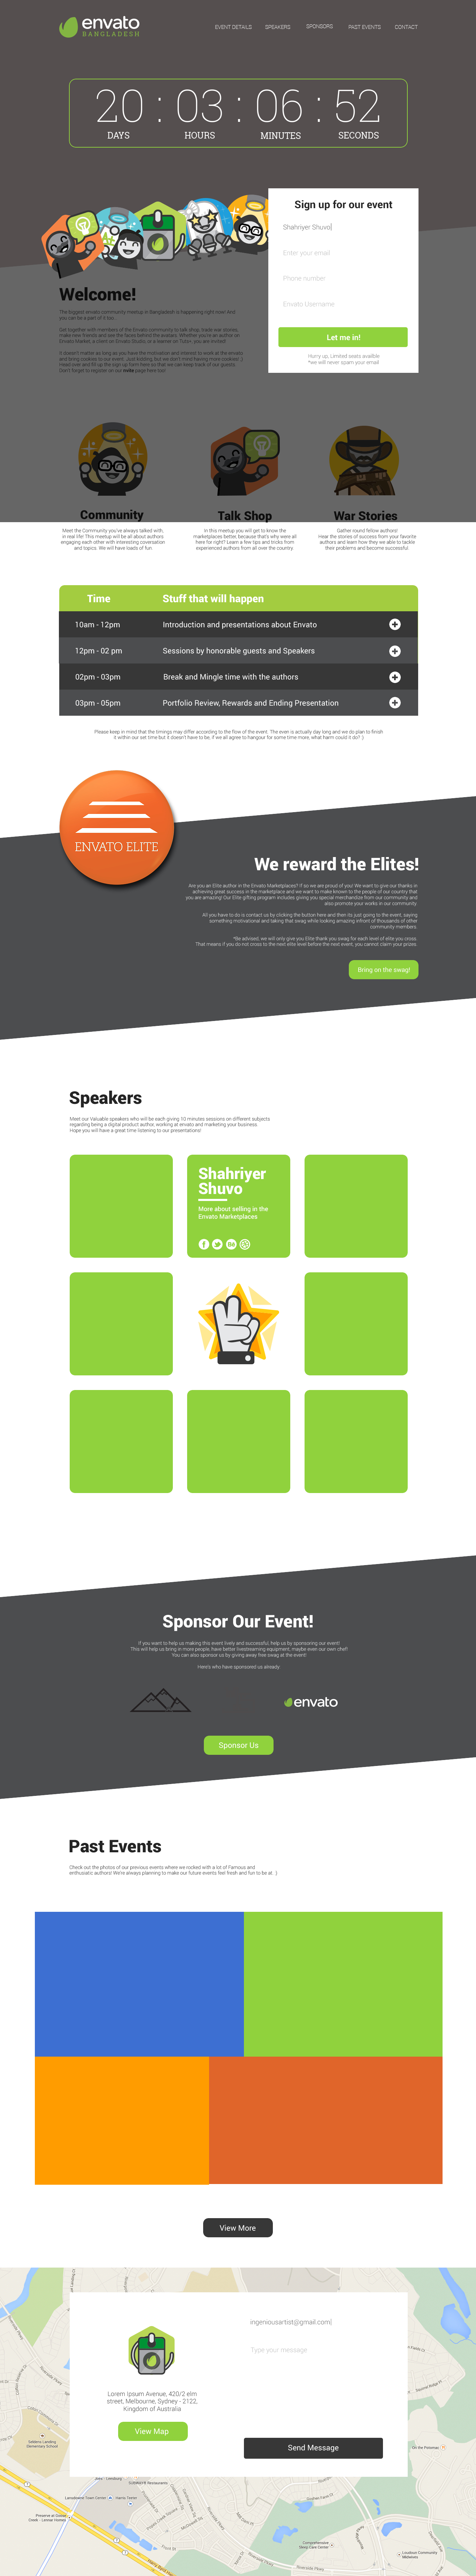 envato
BANGLADESH
EVENT DETAILS
SPEAKERS
SPONSORS
PAST EVENTS
CONTACT
20 : 03 : 06 : 52
DAYS
HOURS
MINUTES
SECONDS
Sign up for our event
Shahriyer Shuvo
Enter your email
Phone number
Envato Username
Let me in!
Hurry up, Limited seats availble
*we will never spam your email
Welcome!
The biggest envato community meetup in Bangladesh is happening right now! And
you can be a part of it too..
Get together with members of the Envato community to talk shop, trade war stories,
make new friends and see the faces behind the avatars. Whether you're an author on
Envato Market, a client on Envato Studio, or a learner on Tuts+, you are invited!
It doesn't matter as long as you have the motivation and interest to work at the envato
and bring cookies to our event. Just kidding, But we don't mind having more cookies ;)
head over and fill up the sign up form here so that we can keep track of our guests.
Don't forget to register on our nvite page here too!
Community
Meet the Community you've always talked with,
in real life! This meetup will be all about authors
engaging each other with interesting coversation
and topics. We will have loads of fun.
Talk Shop
In this meetup you will get to know the
marketplaces better, because that's why were all
here for right? Learn a few tips and tricks from
experienced authors from all over the country.
War Stories
Gather round fellow authors!
Hear the stories of success from your favorite
authors and learn how they were able to tackle
their problems and become successful.
Time
Stuff that will happen
10am - 12pm
Introduction and presentations about Envato
12pm - 02 pm
Sessions by honorable guests and Speakers
02pm - 03pm
Break and Mingle time with the authors
03pm - 05pm
Portfolio Review, Rewards and Ending Presentation
Please keep in mind that the timings may differ according to the flow of the event. The even is actually day long and we do plan to finish
it within our set time but it doesn't have to be, if we all agree to hangour for some time more, what harm could it do? :)
ENVATO ELITE
We reward the Elites!
Are you an Elite author in the Envato Marketplaces? If so we are proud of you! We want to give our thanks in
achieving great success in the marketplace and we want to make known to the people of our country that
you are amazing! Our Elite gifting program includes giving you special merchandise from our community and
also promote your works in our community.
All you have to do is contact us by clicking the button here and then its just going to the event, saying
something motivational and taking that swag while looking amazing infront of thousands of other
community members.
*Be advised, we will only give you Elite thank you swag for each level of elite you cross.
That means if you do not cross to the next elite level before the next event, you cannot claim your prizes.
Bring on the swag!
Speakers
Meet our Valuable speakers who will be each giving 10 minutes sessions on different subjects
regarding being a digital product author, working at envato and marketing your business.
Hope you will have a great time listening to our presentations!
Shahriyer
Shuvo
More about selling in the
Envato Marketplaces
Sponsor Our Event!
If you want to help us making this event lively and successful, help us by sponsoring our event!
This will help us bring in more people, have better livestreaming equipment, maybe even our own chef!
You can also sponsor us by giving away free swag at the event!
Here's who have sponsored us already
envato
Sponsor Us
Past Events
Check out the photos of our previous events where we rocked with a lot of Famous and
enthusiatic authors! We're always planning to make our future events feel fresh and fun to be at. :)
View More
ingeniousartist@gmail.com
Type your message
Lorem Ipsum Avenue, 420/2 elm
street, Melbourne, Sydney - 2122,
Kingdom of Australia
View Map
Send Message
Seldens Landing
Elementary School
Lansdowne Town Center
Harris Teeter
On the Potomac
Comprehensive
Sleep Care Center
Loudoun Community
Midwives
Riverside Pkwy